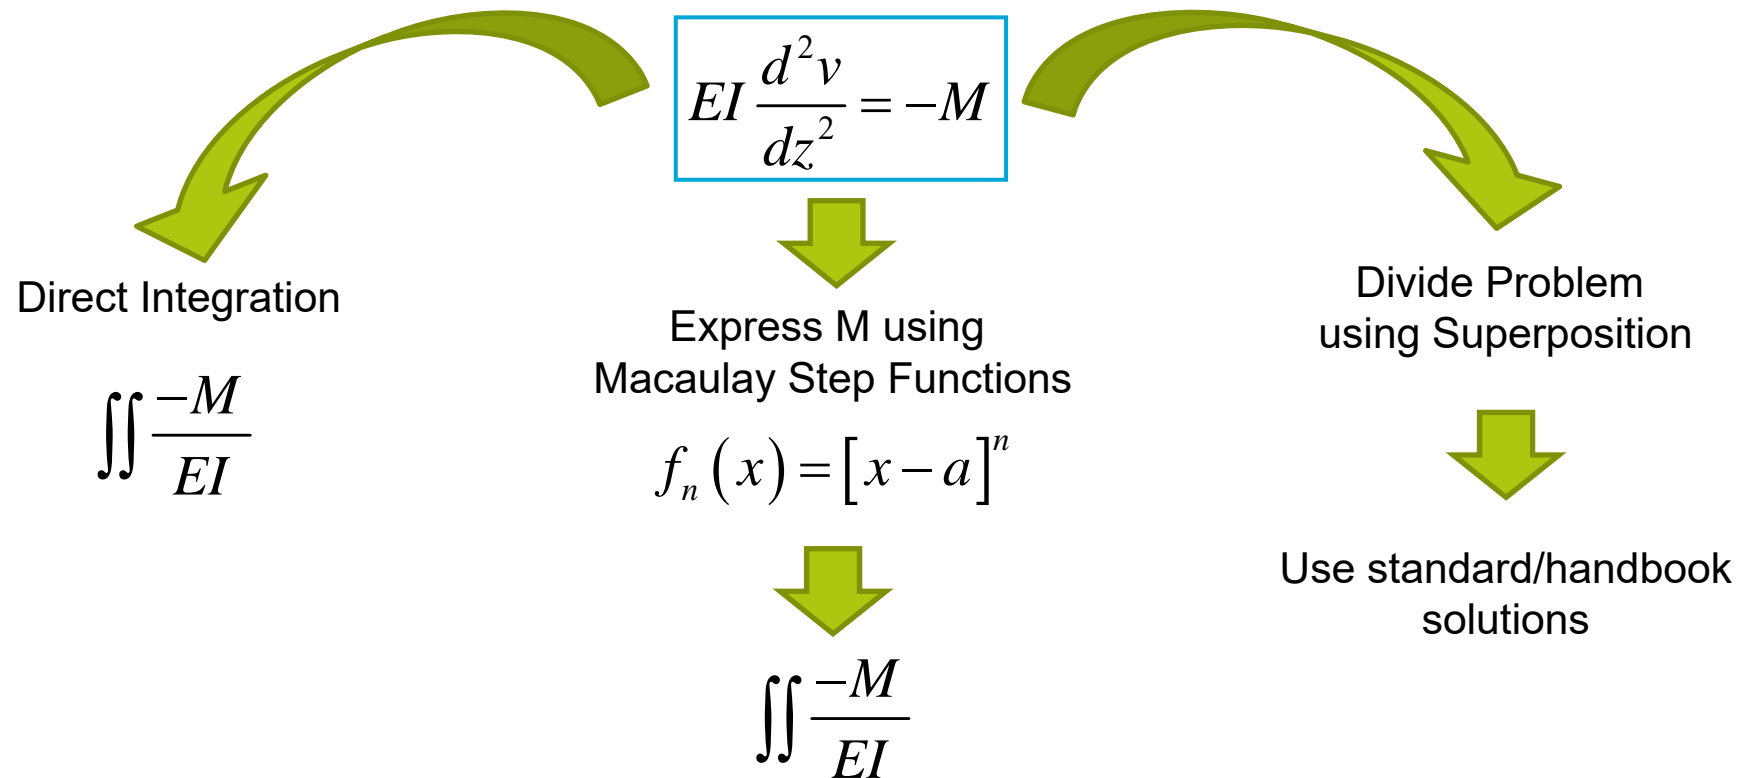 EI d²v/dz² = −M
Direct Integration
∬ −M/EI
Express M using
Macaulay Step Functions
fₙ(x) = [x − a]ⁿ
∬ −M/EI
Divide Problem
using Superposition
Use standard/handbook
solutions